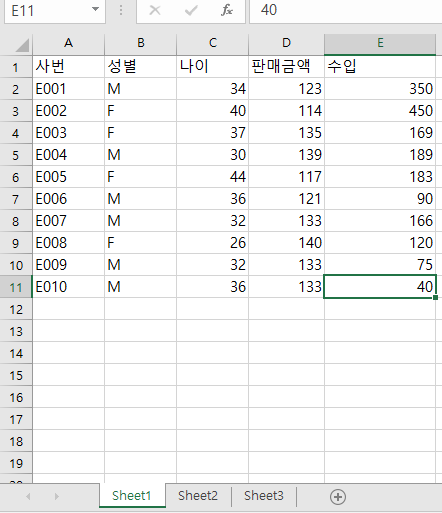 E11 fx 40
A B C D E
1 사번 성별 나이 판매금액 수입
2 E001 M 34 123 350
3 E002 F 40 114 450
4 E003 F 37 135 169
5 E004 M 30 139 189
6 E005 F 44 117 183
7 E006 M 36 121 90
8 E007 M 32 133 166
9 E008 F 26 140 120
10 E009 M 32 133 75
11 E010 M 36 133 40
12
13
14
15
16
17
18
19
Sheet1 Sheet2 Sheet3